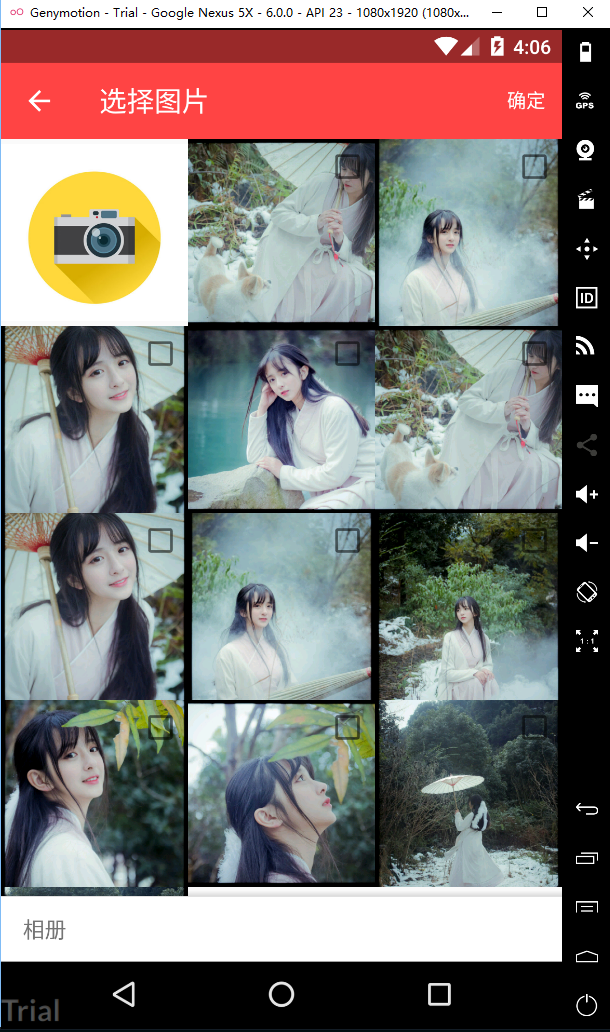 Genymotion - Trial - Google Nexus 5X - 6.0.0 - API 23 - 1080x1920 (1080x...
4:06
选择图片
确定
GPS
ID
1:1
相册
Trial